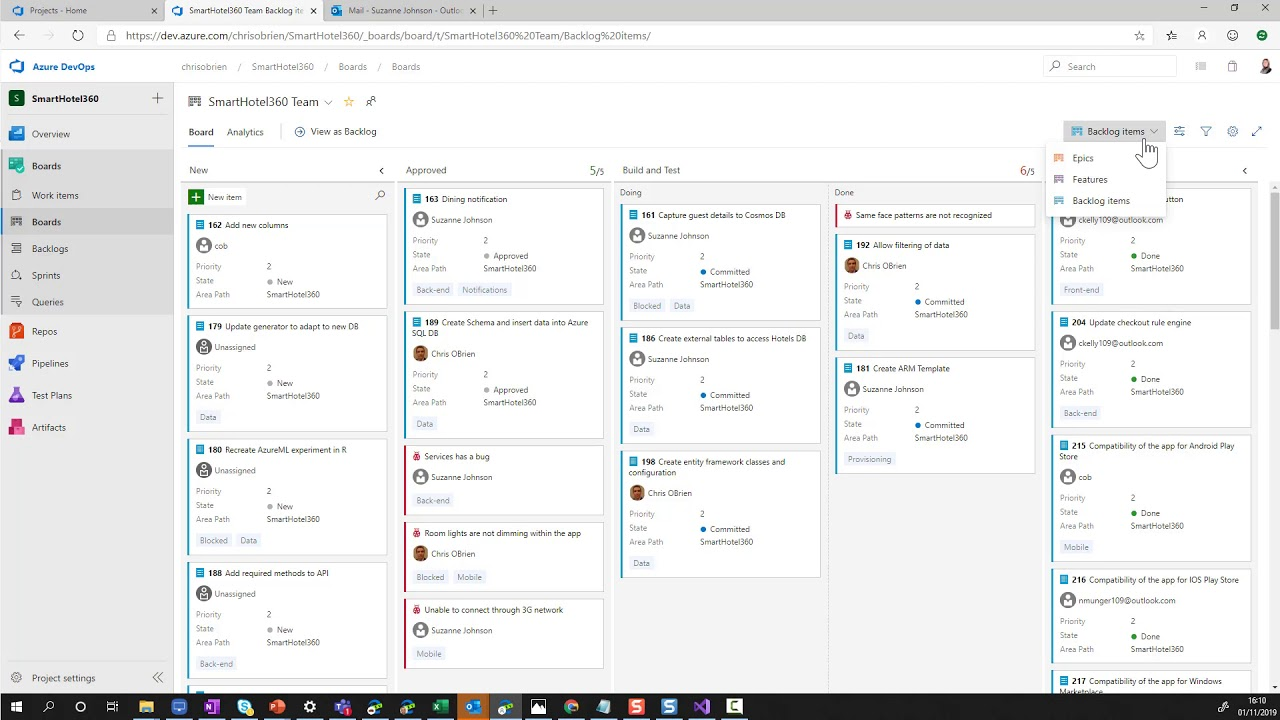 Projects - Home
SmartHotel360 Team Backlog ite
Mail - Suzanne Johnson - Outloo
https://dev.azure.com/chrisobrien/SmartHotel360/_boards/board/t/SmartHotel360%20Team/Backlog%20items/
Azure DevOps
chrisobrien / SmartHotel360 / Boards / Boards
Search
S SmartHotel360
Overview
Boards
Work items
Boards
Backlogs
Sprints
Queries
Repos
Pipelines
Test Plans
Artifacts
Project settings
SmartHotel360 Team
Board
Analytics
View as Backlog
Backlog items
Epics
Features
Backlog items
New
New item
162 Add new columns
cob
Priority 2
State New
Area Path SmartHotel360
179 Update generator to adapt to new DB
Unassigned
Priority 2
State New
Area Path SmartHotel360
Data
180 Recreate AzureML experiment in R
Unassigned
Priority 2
State New
Area Path SmartHotel360
Blocked Data
188 Add required methods to API
Unassigned
Priority 2
State New
Area Path SmartHotel360
Back-end
Approved 5/5
163 Dining notification
Suzanne Johnson
Priority 2
State Approved
Area Path SmartHotel360
Back-end Notifications
189 Create Schema and insert data into Azure
SQL DB
Chris OBrien
Priority 2
State Approved
Area Path SmartHotel360
Data
Services has a bug
Suzanne Johnson
Back-end
Room lights are not dimming within the app
Chris OBrien
Blocked Mobile
Unable to connect through 3G network
Suzanne Johnson
Mobile
Build and Test 6/5
Doing
161 Capture guest details to Cosmos DB
Suzanne Johnson
Priority 2
State Committed
Area Path SmartHotel360
Blocked Data
186 Create external tables to access Hotels DB
Suzanne Johnson
Priority 2
State Committed
Area Path SmartHotel360
Data
198 Create entity framework classes and
configuration
Chris OBrien
Priority 2
State Committed
Area Path SmartHotel360
Data
Done
Same face patterns are not recognized
192 Allow filtering of data
Chris OBrien
Priority 2
State Committed
Area Path SmartHotel360
Data
181 Create ARM Template
Suzanne Johnson
Priority 2
State Committed
Area Path SmartHotel360
Provisioning
utton
ckelly109@outlook.com
Priority 2
State Done
Area Path SmartHotel360
Front-end
204 Update checkout rule engine
ckelly109@outlook.com
Priority 2
State Done
Area Path SmartHotel360
Back-end
215 Compatibility of the app for Android Play
Store
cob
Priority 2
State Done
Area Path SmartHotel360
Mobile
216 Compatibility of the app for IOS Play Store
nmunger109@outlook.com
Priority 2
State Done
Area Path SmartHotel360
217 Compatibility of the app for Windows
Marketplace
16:10
01/11/2019